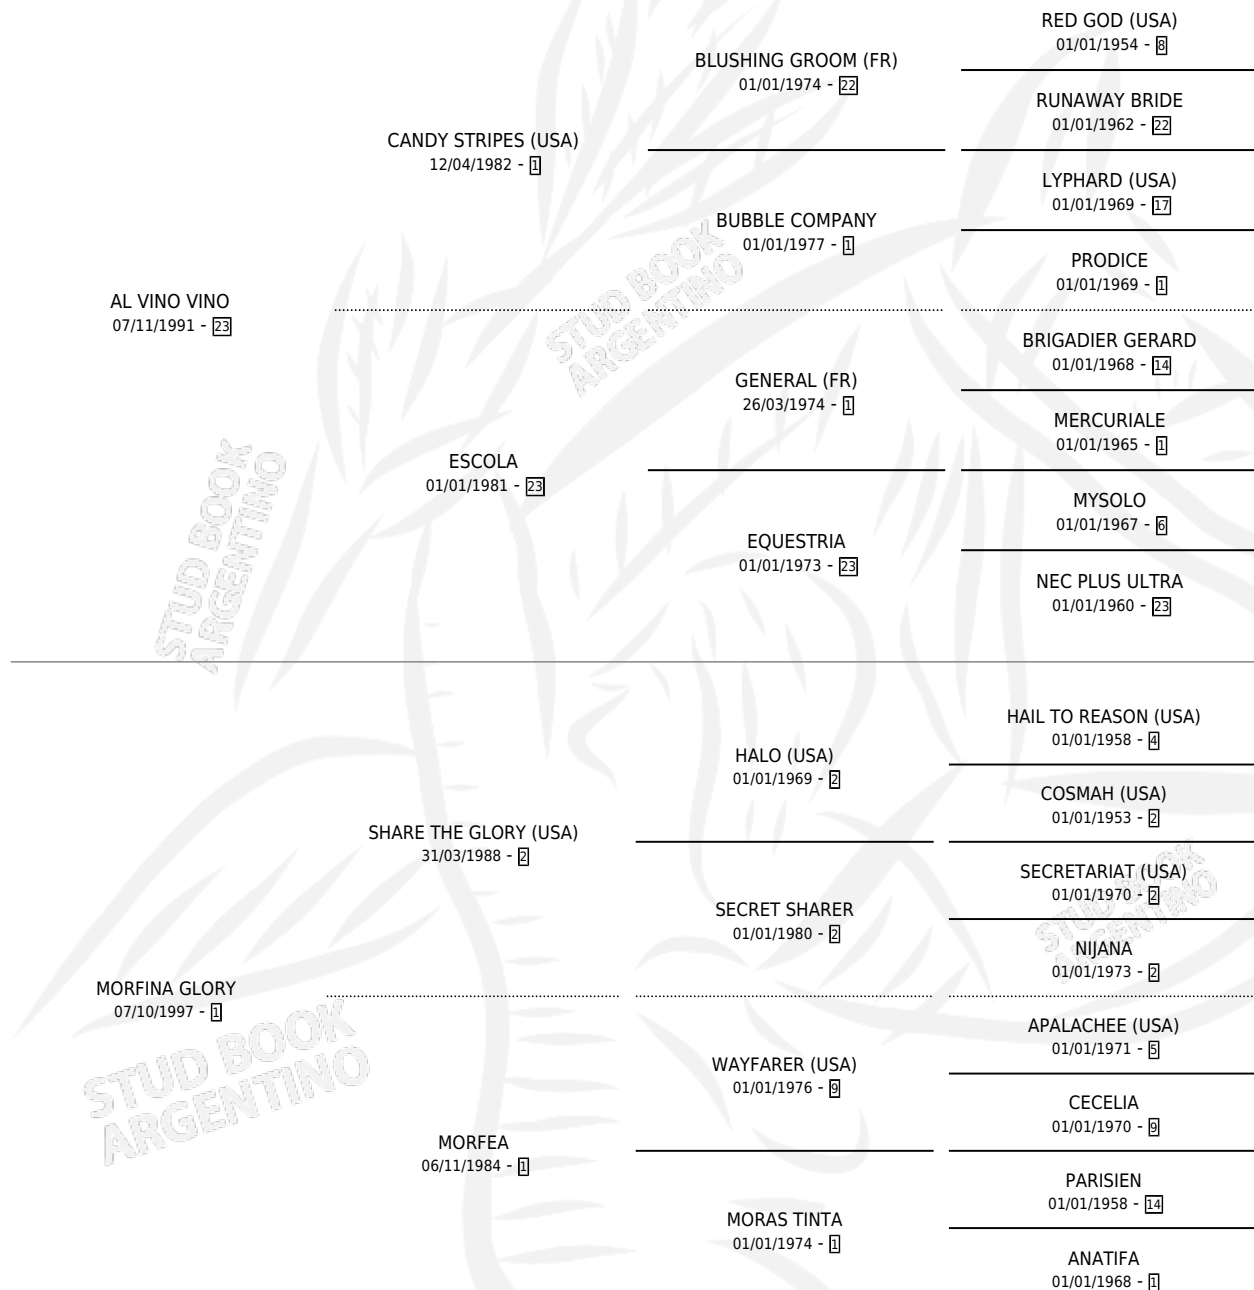 RED GOD (USA)
01/01/1954 - 8
BLUSHING GROOM (FR)
01/01/1974 - 22
RUNAWAY BRIDE
01/01/1962 - 22
CANDY STRIPES (USA)
12/04/1982 - 1
LYPHARD (USA)
01/01/1969 - 17
BUBBLE COMPANY
01/01/1977 - 1
PRODICE
01/01/1969 - 1
STUD BOOK
ARGENTINO
AL VINO VINO
07/11/1991 - 23
BRIGADIER GERARD
01/01/1968 - 14
GENERAL (FR)
26/03/1974 - 1
MERCURIALE
01/01/1965 - 1
ESCOLA
01/01/1981 - 23
MYSOLO
01/01/1967 - 6
EQUESTRIA
01/01/1973 - 23
NEC PLUS ULTRA
01/01/1960 - 23
STUD BOOK
ARGENTINO
HAIL TO REASON (USA)
01/01/1958 - 4
HALO (USA)
01/01/1969 - 2
COSMAH (USA)
01/01/1953 - 2
SHARE THE GLORY (USA)
31/03/1988 - 2
SECRETARIAT (USA)
01/01/1970 - 2
SECRET SHARER
01/01/1980 - 2
NIJANA
01/01/1973 - 2
STUD BOOK
ARGENTINO
MORFINA GLORY
07/10/1997 - 1
APALACHEE (USA)
01/01/1971 - 5
WAYFARER (USA)
01/01/1976 - 9
CECELIA
01/01/1970 - 9
STUD BOOK
ARGENTINO
MORFEA
06/11/1984 - 1
PARISIEN
01/01/1958 - 14
MORAS TINTA
01/01/1974 - 1
ANATIFA
01/01/1968 - 1